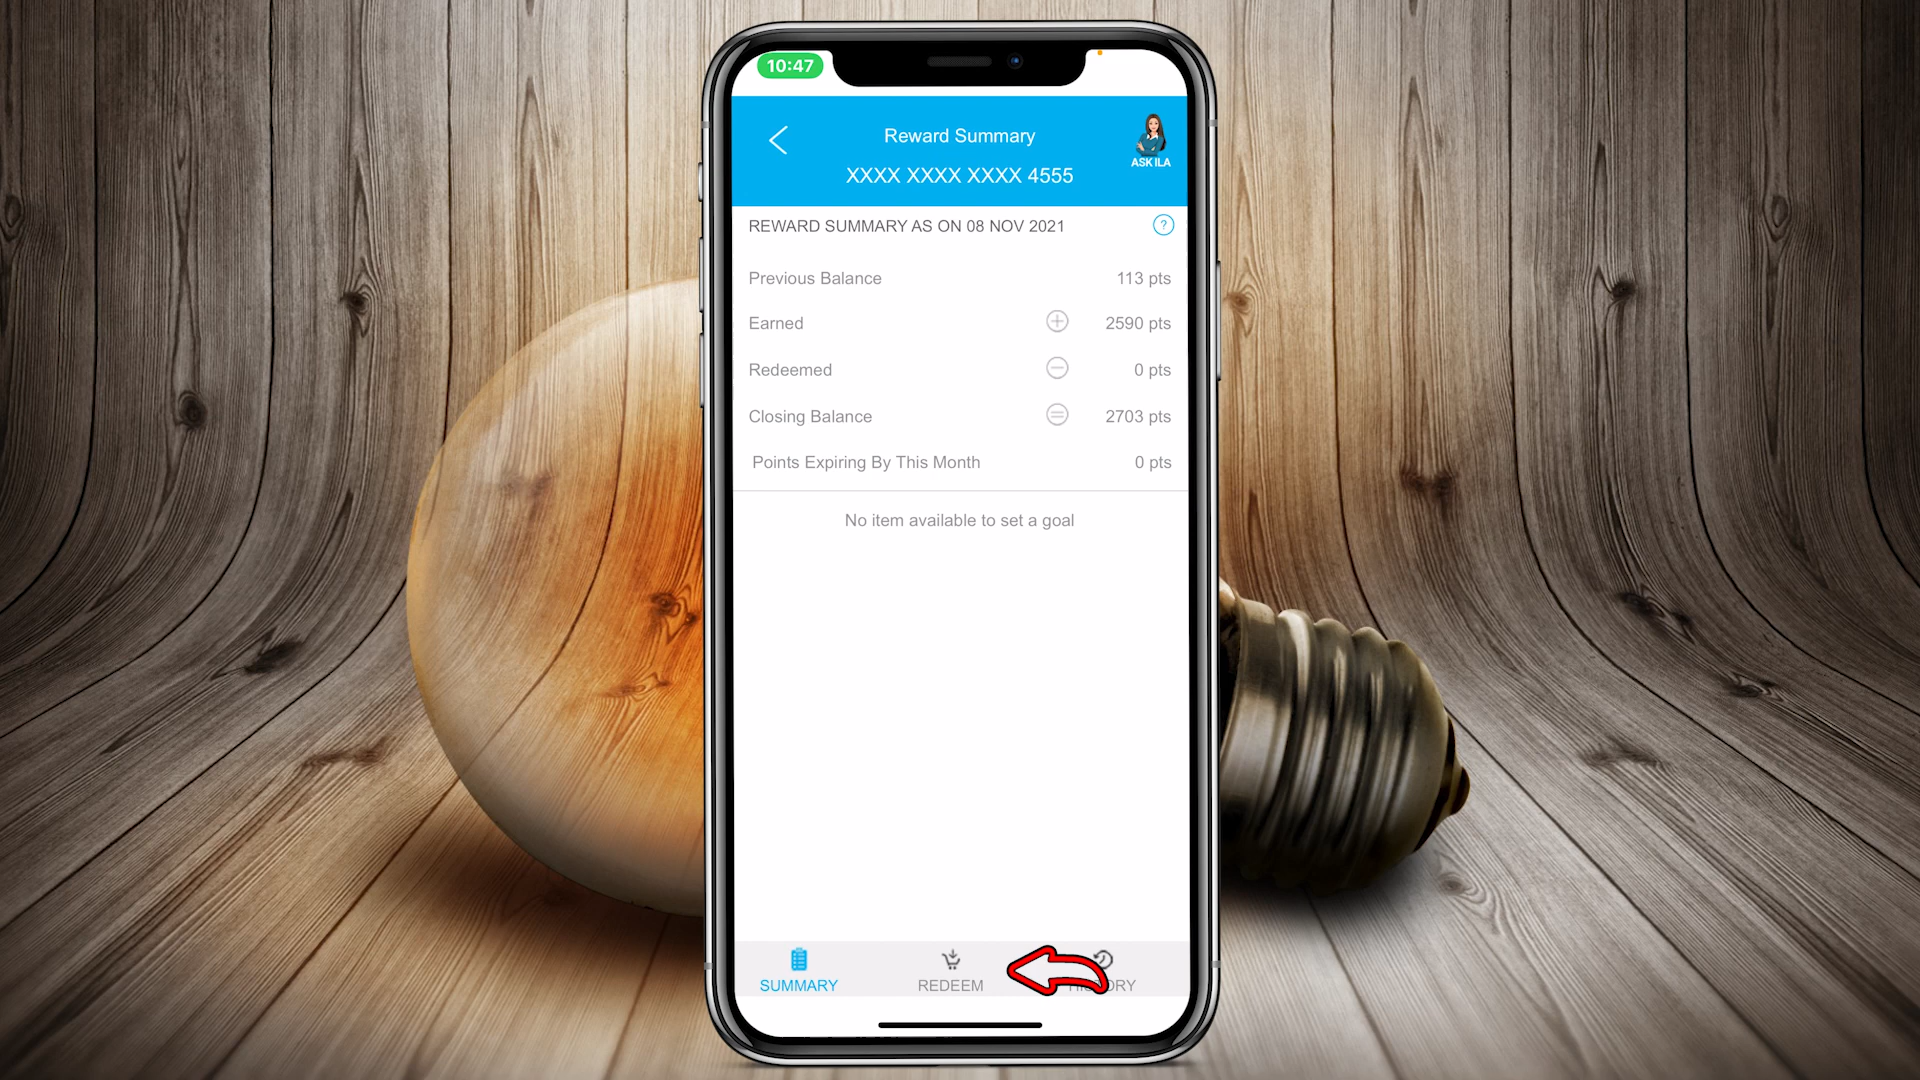 10:47
Reward Summary
XXXX XXXX XXXX 4555
ASK ILA
REWARD SUMMARY AS ON 08 NOV 2021
?
Previous Balance 113 pts
Earned 2590 pts
Redeemed 0 pts
Closing Balance 2703 pts
Points Expiring By This Month 0 pts
No item available to set a goal
SUMMARY REDEEM HISTORY